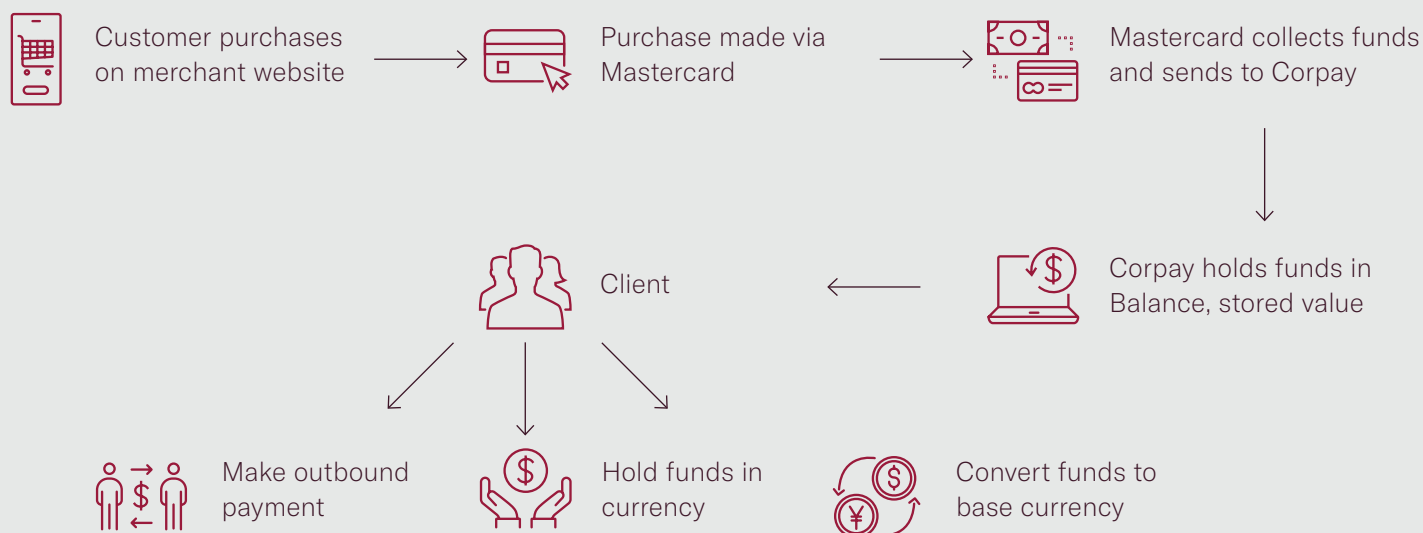 Customer purchases
on merchant website
Purchase made via
Mastercard
Mastercard collects funds
and sends to Corpay
Corpay holds funds in
Balance, stored value
Client
Make outbound
payment
Hold funds in
currency
Convert funds to
base currency